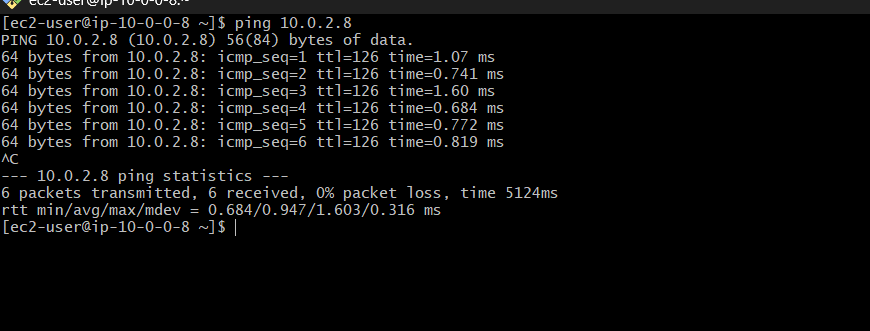 ec2-user@ip-10-0-0-8:~
[ec2-user@ip-10-0-0-8 ~]$ ping 10.0.2.8
PING 10.0.2.8 (10.0.2.8) 56(84) bytes of data.
64 bytes from 10.0.2.8: icmp_seq=1 ttl=126 time=1.07 ms
64 bytes from 10.0.2.8: icmp_seq=2 ttl=126 time=0.741 ms
64 bytes from 10.0.2.8: icmp_seq=3 ttl=126 time=1.60 ms
64 bytes from 10.0.2.8: icmp_seq=4 ttl=126 time=0.684 ms
64 bytes from 10.0.2.8: icmp_seq=5 ttl=126 time=0.772 ms
64 bytes from 10.0.2.8: icmp_seq=6 ttl=126 time=0.819 ms
^C
--- 10.0.2.8 ping statistics ---
6 packets transmitted, 6 received, 0% packet loss, time 5124ms
rtt min/avg/max/mdev = 0.684/0.947/1.603/0.316 ms
[ec2-user@ip-10-0-0-8 ~]$